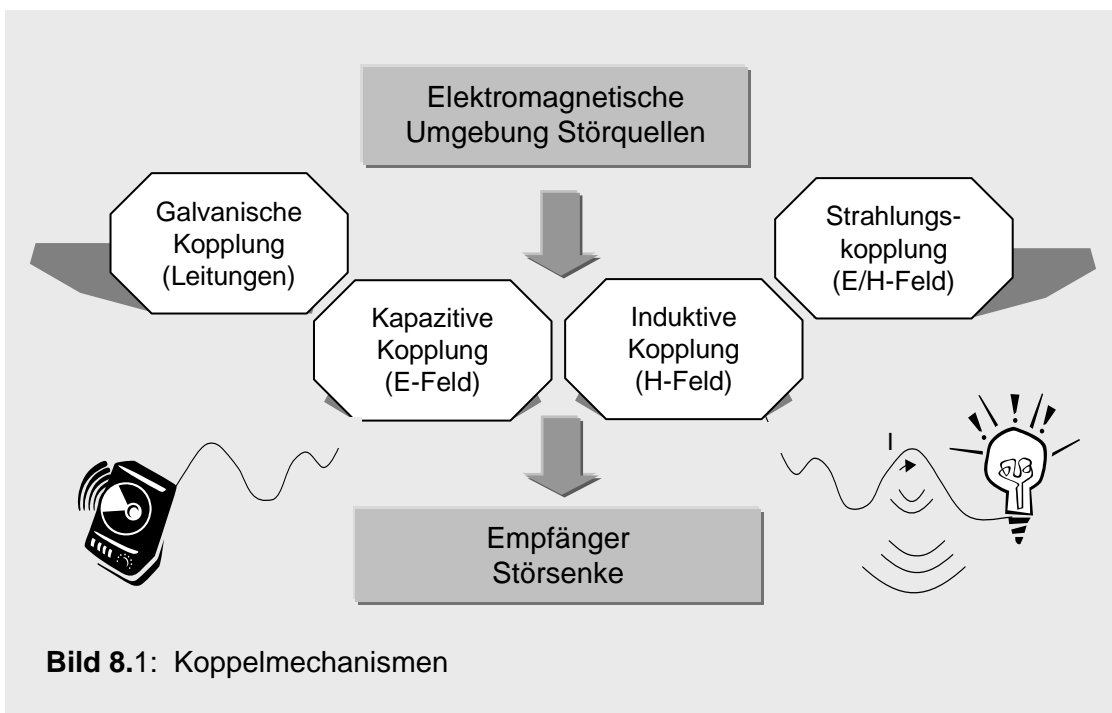 Elektromagnetische
Umgebung Störquellen
Galvanische
Kopplung
(Leitungen)
Kapazitive
Kopplung
(E-Feld)
Induktive
Kopplung
(H-Feld)
Strahlungs-
kopplung
(E/H-Feld)
I
Empfänger
Störsenke
Bild 8.1: Koppelmechanismen